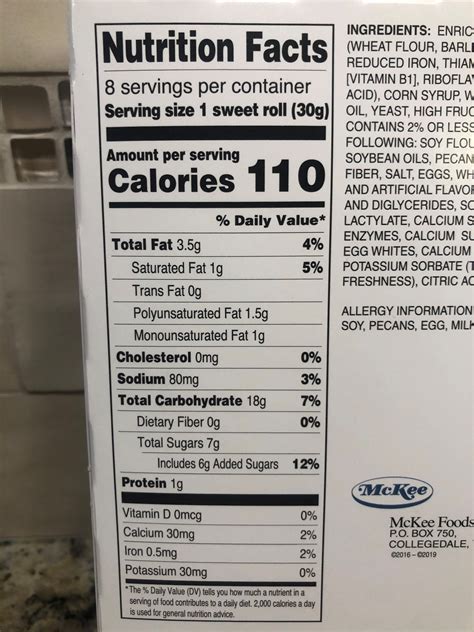 Nutrition Facts
8 servings per container
Serving size 1 sweet roll (30g)
Amount per serving
Calories 110
% Daily Value*
Total Fat 3.5g 4%
Saturated Fat 1g 5%
Trans Fat 0g
Polyunsaturated Fat 1.5g
Monounsaturated Fat 1g
Cholesterol 0mg 0%
Sodium 80mg 3%
Total Carbohydrate 18g 7%
Dietary Fiber 0g 0%
Total Sugars 7g
Includes 6g Added Sugars 12%
Protein 1g
Vitamin D 0mcg 0%
Calcium 30mg 2%
Iron 0.5mg 2%
Potassium 30mg 0%
*The % Daily Value (DV) tells you how much a nutrient in a
serving of food contributes to a daily diet. 2,000 calories a day
is used for general nutrition advice.
INGREDIENTS: ENRIC
(WHEAT FLOUR, BARL
REDUCED IRON, THIAM
[VITAMIN B1], RIBOFLA
ACID), CORN SYRUP, W
OIL, YEAST, HIGH FRUC
CONTAINS 2% OR LESS
FOLLOWING: SOY FLOU
SOYBEAN OILS, PECAN
FIBER, SALT, EGGS, WH
AND ARTIFICIAL FLAVOR
AND DIGLYCERIDES, SO
LACTYLATE, CALCIUM S
ENZYMES, CALCIUM SU
EGG WHITES, CALCIUM
POTASSIUM SORBATE (T
FRESHNESS), CITRIC AC
ALLERGY INFORMATION
SOY, PECANS, EGG, MILK
McKee
McKee Foods
P.O. BOX 750,
COLLEGEDALE,
©2016 – ©2019